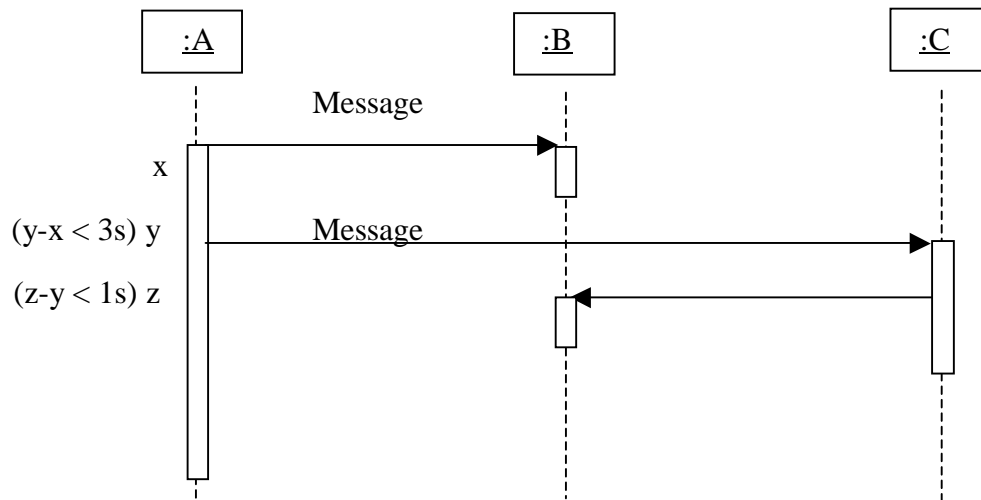 :A
:B
:C
Message
x
(y-x < 3s) y
Message
(z-y < 1s) z